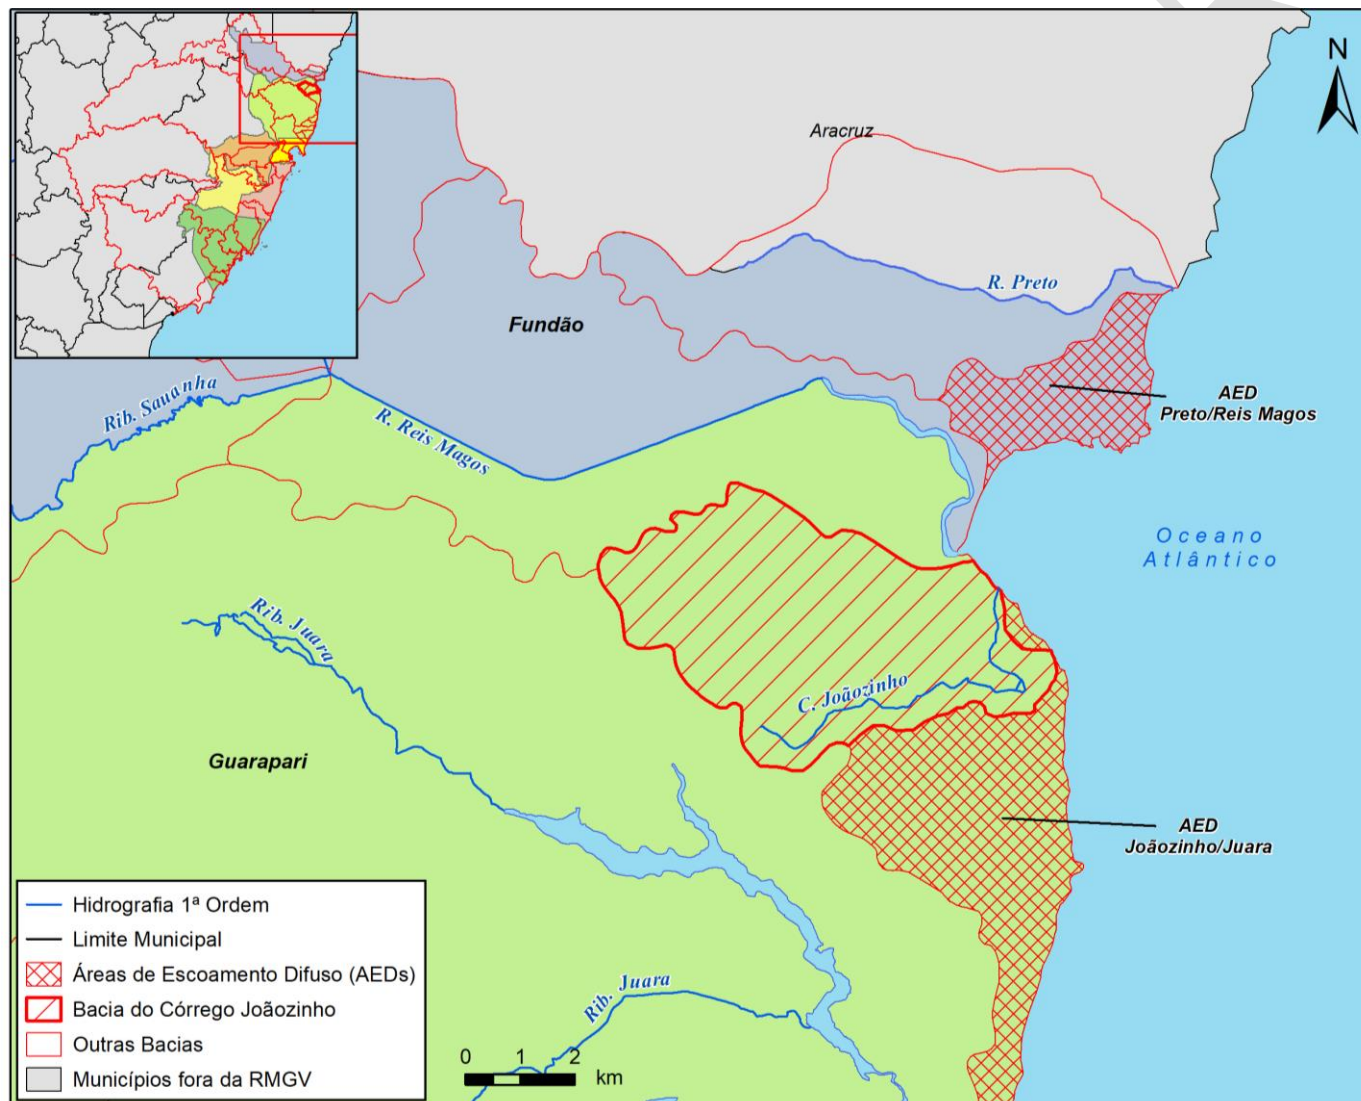 N
Aracruz
R. Preto
Fundão
AED
Preto/Reis Magos
Rib. Sauanha
R. Reis Magos
Oceano
Atlântico
Rib. Juara
C. Joãozinho
Guarapari
AED
Joãozinho/Juara
Rib. Juara
Hidrografia 1ª Ordem
Limite Municipal
Áreas de Escoamento Difuso (AEDs)
Bacia do Córrego Joãozinho
Outras Bacias
Municípios fora da RMGV
0 1 2
km